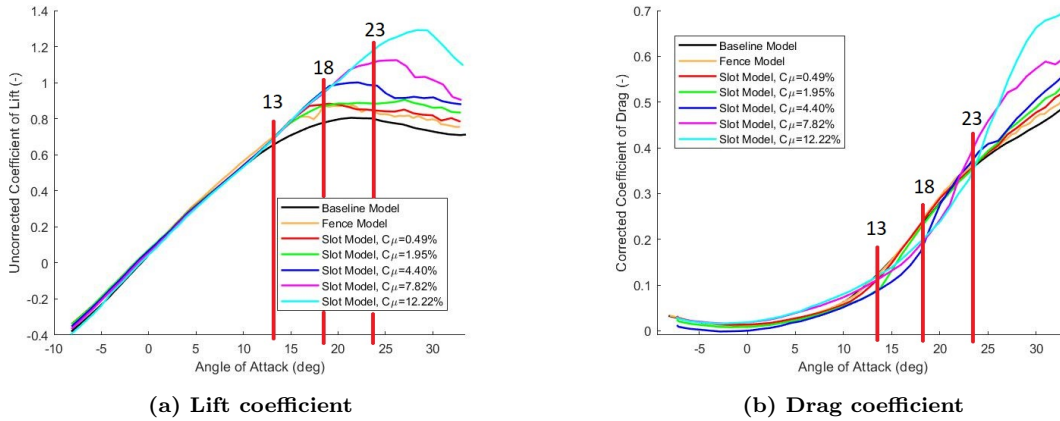 1.4
1.2
1
0.8
0.6
0.4
0.2
0
-0.2
-0.4
-10
-5
0
5
10
15
20
25
30
Uncorrected Coefficient of Lift (-)
Angle of Attack (deg)
13
18
23
Baseline Model
Fence Model
Slot Model, Cμ=0.49%
Slot Model, Cμ=1.95%
Slot Model, Cμ=4.40%
Slot Model, Cμ=7.82%
Slot Model, Cμ=12.22%
(a) Lift coefficient
0.7
0.6
0.5
0.4
0.3
0.2
0.1
0
-5
0
5
10
15
20
25
30
Corrected Coefficient of Drag (-)
Angle of Attack (deg)
Baseline Model
Fence Model
Slot Model, Cμ=0.49%
Slot Model, Cμ=1.95%
Slot Model, Cμ=4.40%
Slot Model, Cμ=7.82%
Slot Model, Cμ=12.22%
13
18
23
(b) Drag coefficient